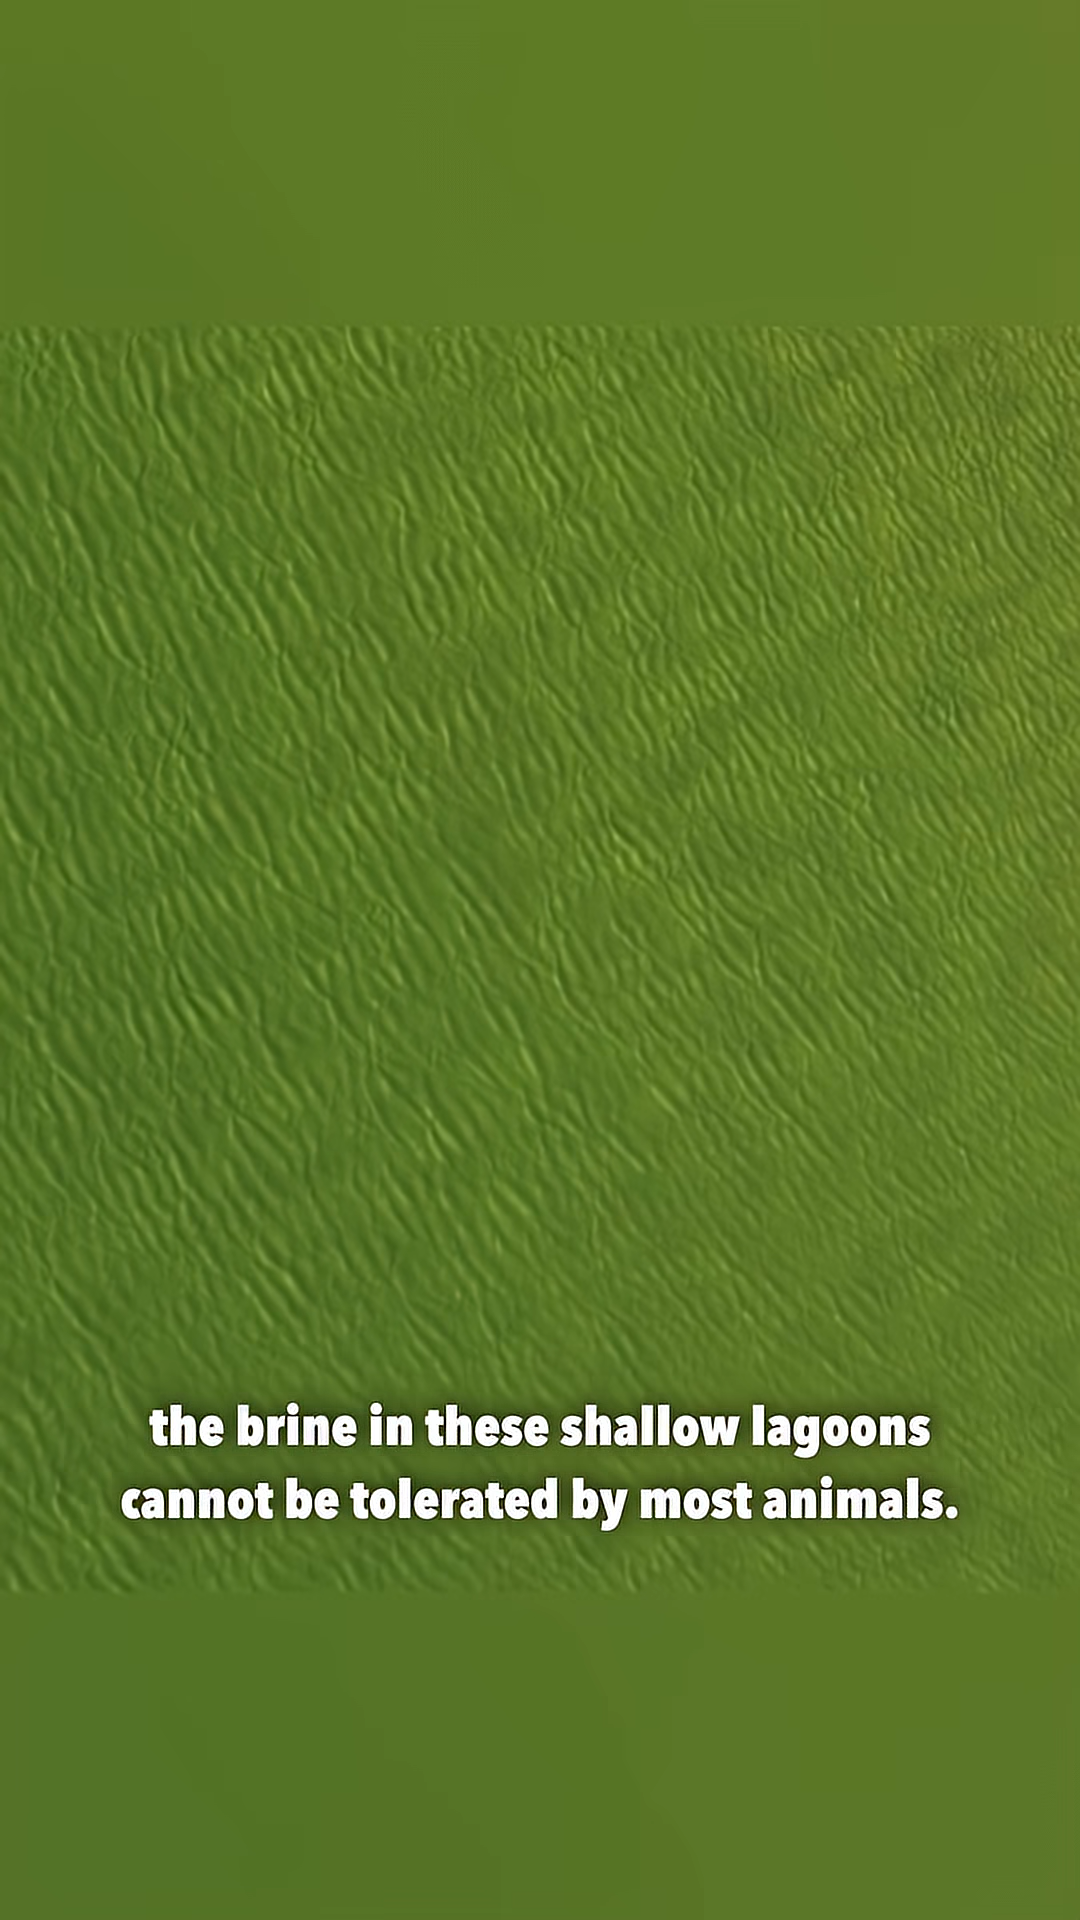 the brine in these shallow lagoons
cannot be tolerated by most animals.